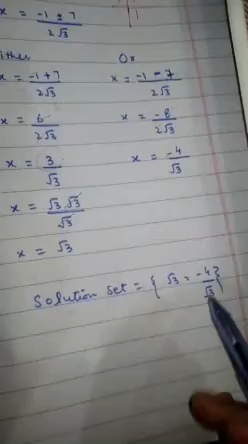 x = -1 ± 7 / 2√3
Either Or
x = -1 + 7 / 2√3 x = -1 - 7 / 2√3
x = 6 / 2√3 x = -8 / 2√3
x = 3 / √3 x = -4 / √3
x = √3.√3 / √3
x = √3
Solution Set = { √3 , -4 / √3 }